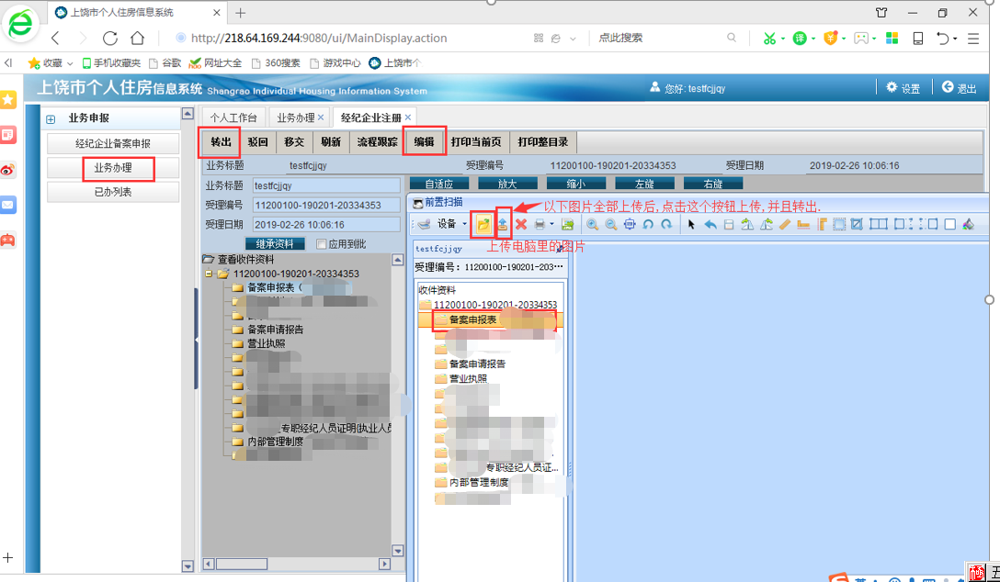 上饶市个人住房信息系统
http://218.64.169.244:9080/ui/MainDisplay.action
点此搜索
收藏
手机收藏夹
谷歌
网址大全
360搜索
游戏中心
上饶市个
上饶市个人住房信息系统 Shangrao Individual Housing Information System
您好: testfcjjqy
设置
退出
业务申报
经纪企业备案申报
业务办理
已办列表
个人工作台
业务办理
经纪企业注册
转出
驳回
移交
刷新
流程跟踪
编辑
打印当前页
打印整目录
业务标题 testfcjjqy 受理编号 11200100-190201-20334353 受理日期 2019-02-26 10:06:16
业务标题 testfcjjqy
受理编号 11200100-190201-20334353
受理日期 2019-02-26 10:06:16
继承资料
应用到批
查看收件资料
11200100-190201-20334353
备案申报表（
备案申请报告
营业执照
专职经纪人员证明(执业人员
内部管理制度
自适应
放大
缩小
左旋
右旋
前置扫描
以下图片全部上传后,点击这个按钮上传,并且转出.
设备
上传电脑里的图片
testfcjjqy
受理编号: 11200100-190201-203···
收件资料
11200100-190201-20334353
备案申报表
备案申请报告
营业执照
专职经纪人员证...
内部管理制度